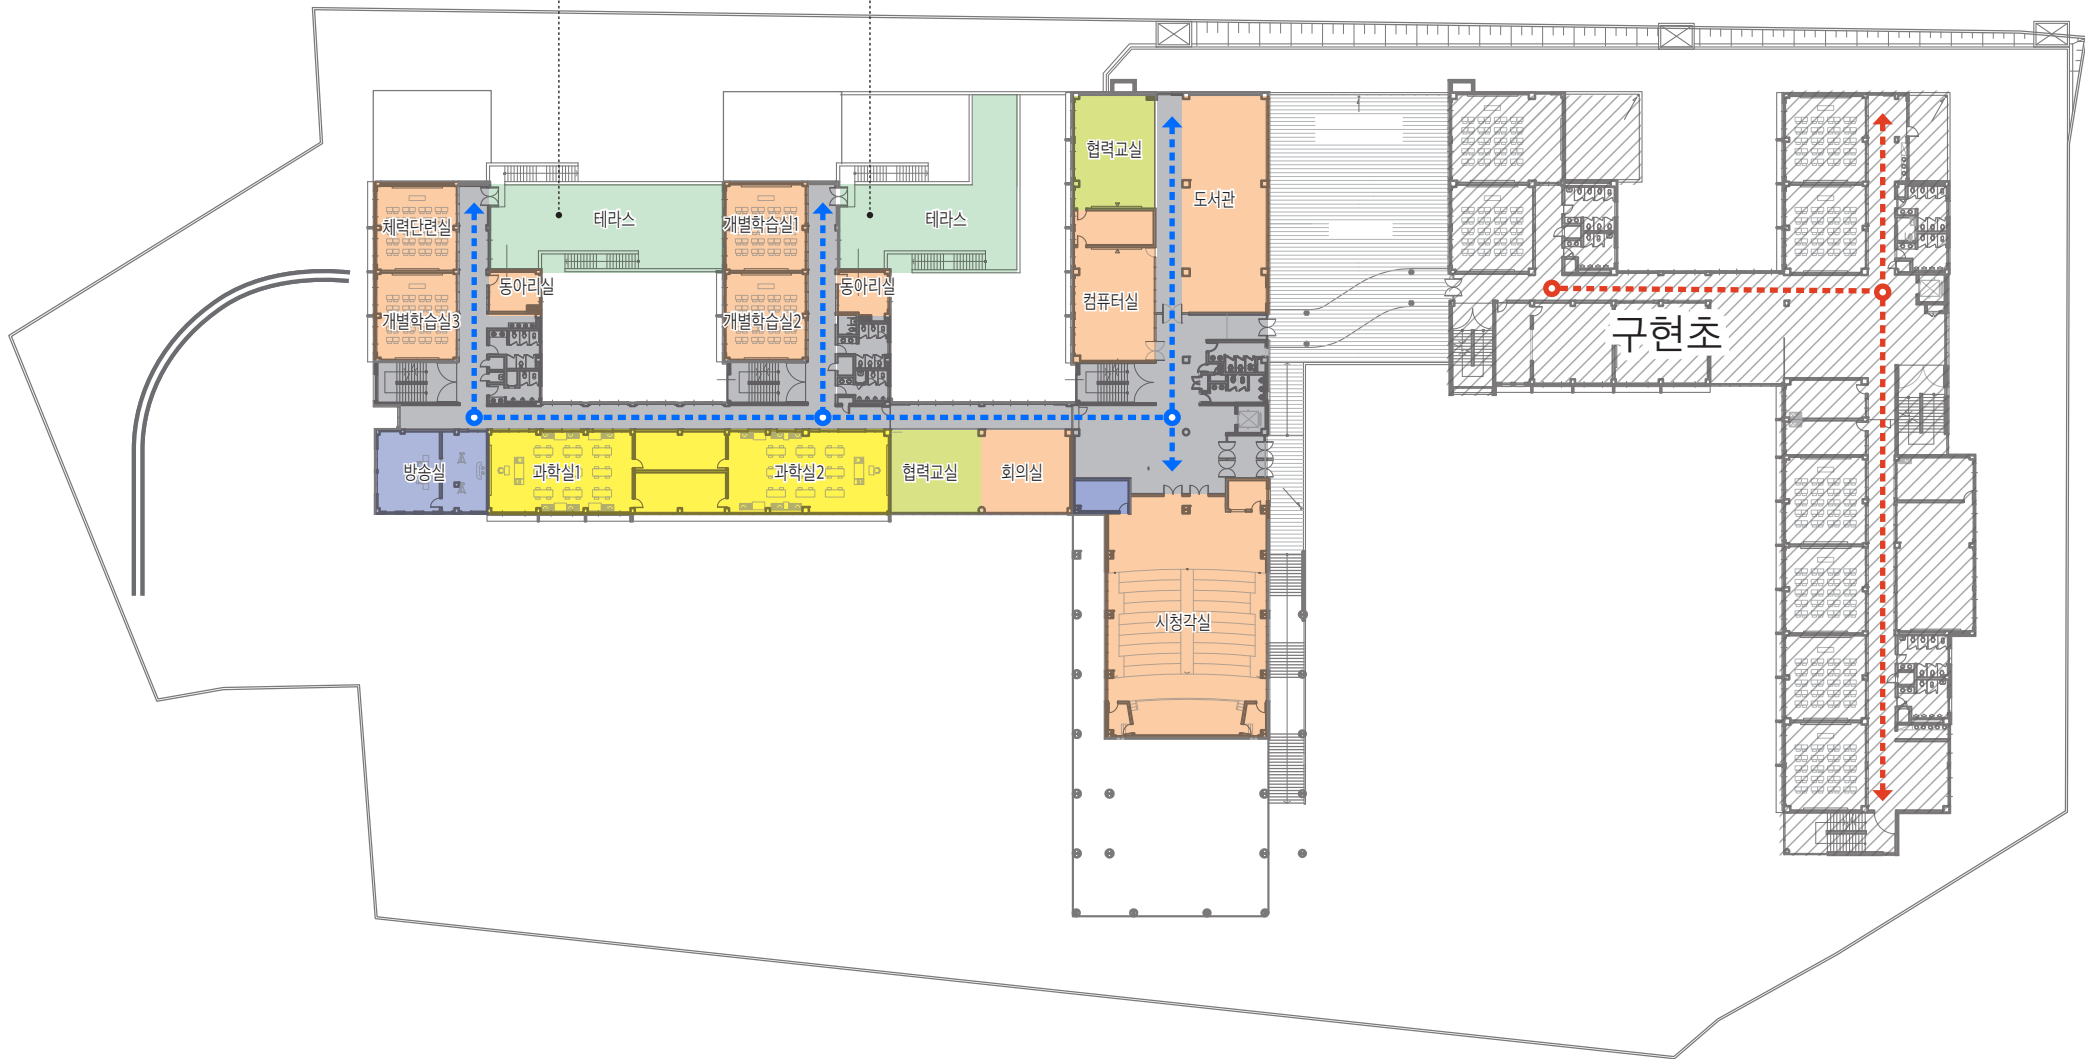 협력교실
도서관
체력단련실
테라스
개별학습실1
테라스
동아리실
동아리실
컴퓨터실
개별학습실3
개별학습실2
구현초
방송실
과학실1
과학실2
협력교실
회의실
시청각실